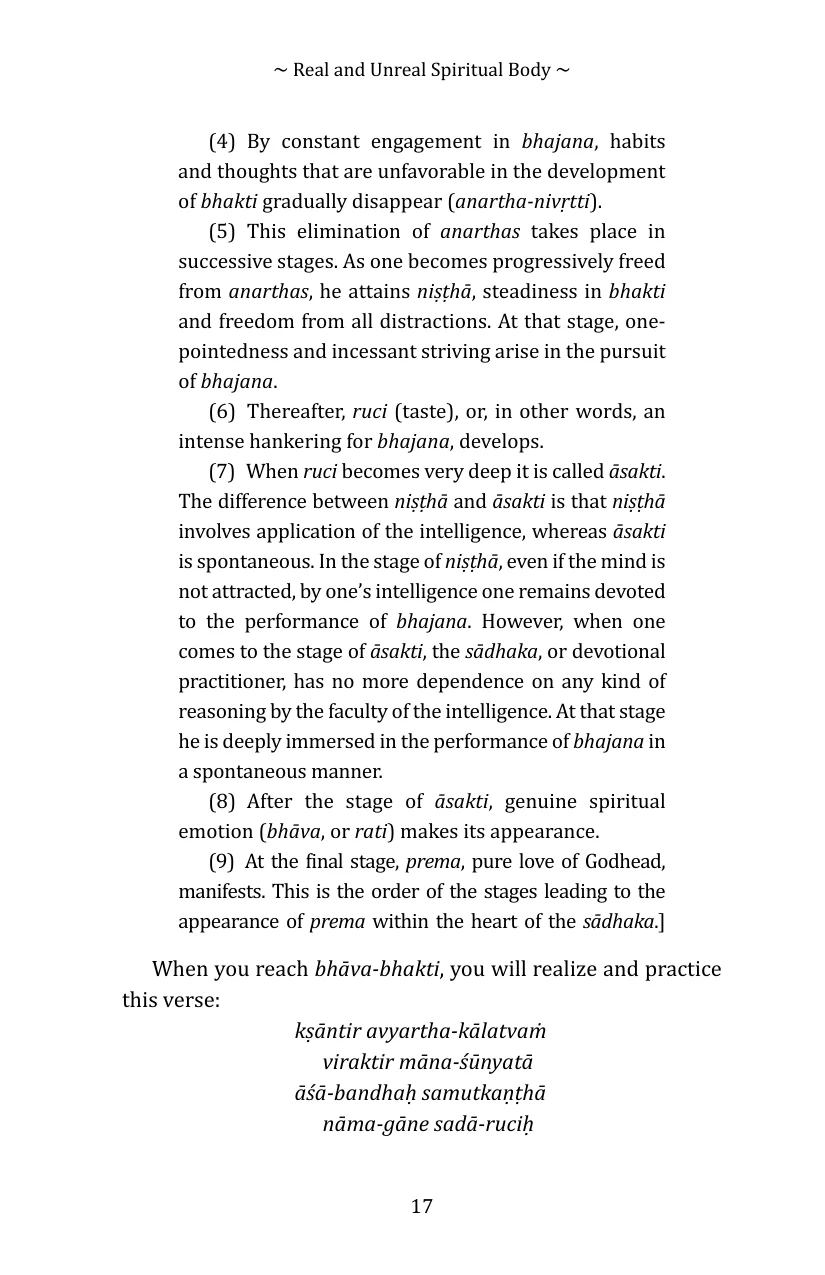 ~ Real and Unreal Spiritual Body ~
(4) By constant engagement in bhajana, habits
and thoughts that are unfavorable in the development
of bhakti gradually disappear (anartha-nivṛtti).
(5) This elimination of anarthas takes place in
successive stages. As one becomes progressively freed
from anarthas, he attains niṣṭhā, steadiness in bhakti
and freedom from all distractions. At that stage, one-
pointedness and incessant striving arise in the pursuit
of bhajana.
(6) Thereafter, ruci (taste), or, in other words, an
intense hankering for bhajana, develops.
(7) When ruci becomes very deep it is called āsakti.
The difference between niṣṭhā and āsakti is that niṣṭhā
involves application of the intelligence, whereas āsakti
is spontaneous. In the stage of niṣṭhā, even if the mind is
not attracted, by one’s intelligence one remains devoted
to the performance of bhajana. However, when one
comes to the stage of āsakti, the sādhaka, or devotional
practitioner, has no more dependence on any kind of
reasoning by the faculty of the intelligence. At that stage
he is deeply immersed in the performance of bhajana in
a spontaneous manner.
(8) After the stage of āsakti, genuine spiritual
emotion (bhāva, or rati) makes its appearance.
(9) At the final stage, prema, pure love of Godhead,
manifests. This is the order of the stages leading to the
appearance of prema within the heart of the sādhaka.]
When you reach bhāva-bhakti, you will realize and practice
this verse:
kṣāntir avyartha-kālatvaṁ
viraktir māna-śūnyatā
āśā-bandhaḥ samutkaṇṭhā
nāma-gāne sadā-ruciḥ
17